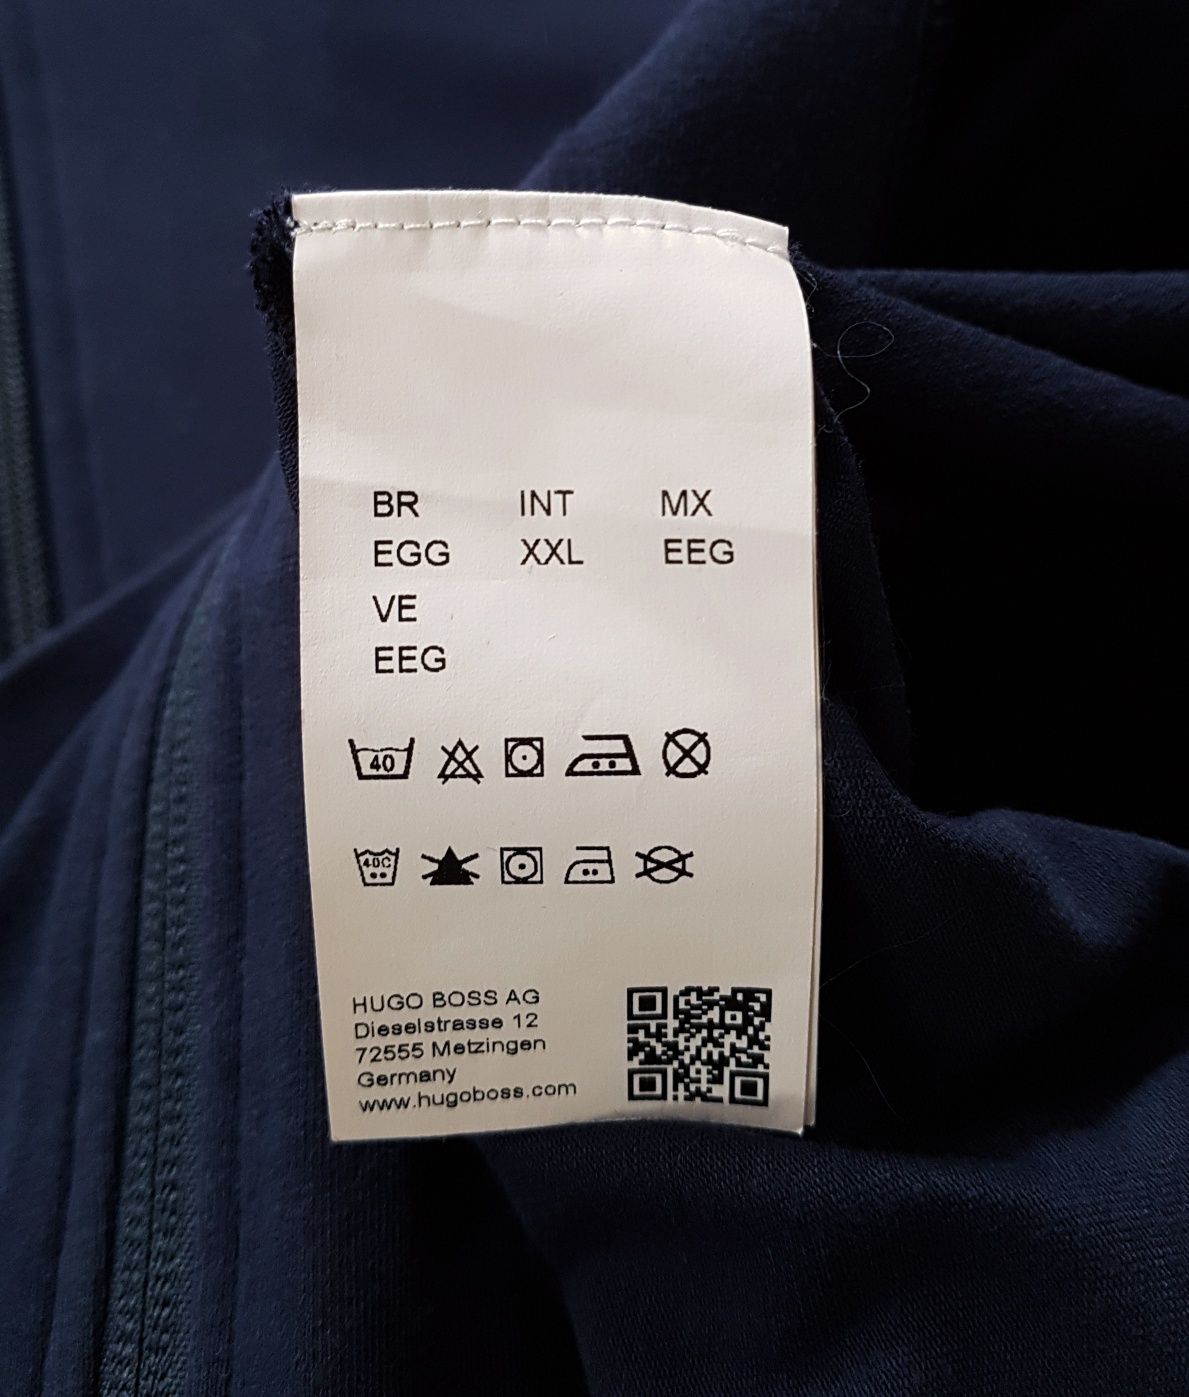 BR INT MX
EGG XXL EEG
VE
EEG
40
40C
HUGO BOSS AG
Dieselstrasse 12
72555 Metzingen
Germany
www.hugoboss.com